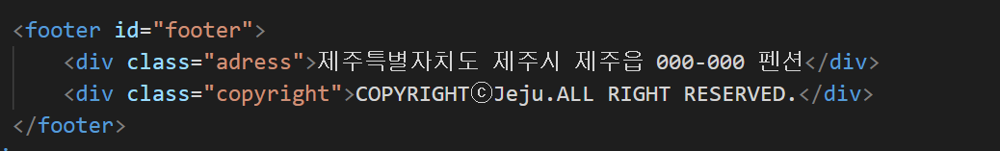 <footer id="footer">
<div class="adress">제주특별자치도 제주시 제주읍 000-000 펜션</div>
<div class="copyright">COPYRIGHTⓒJeju.ALL RIGHT RESERVED.</div>
</footer>